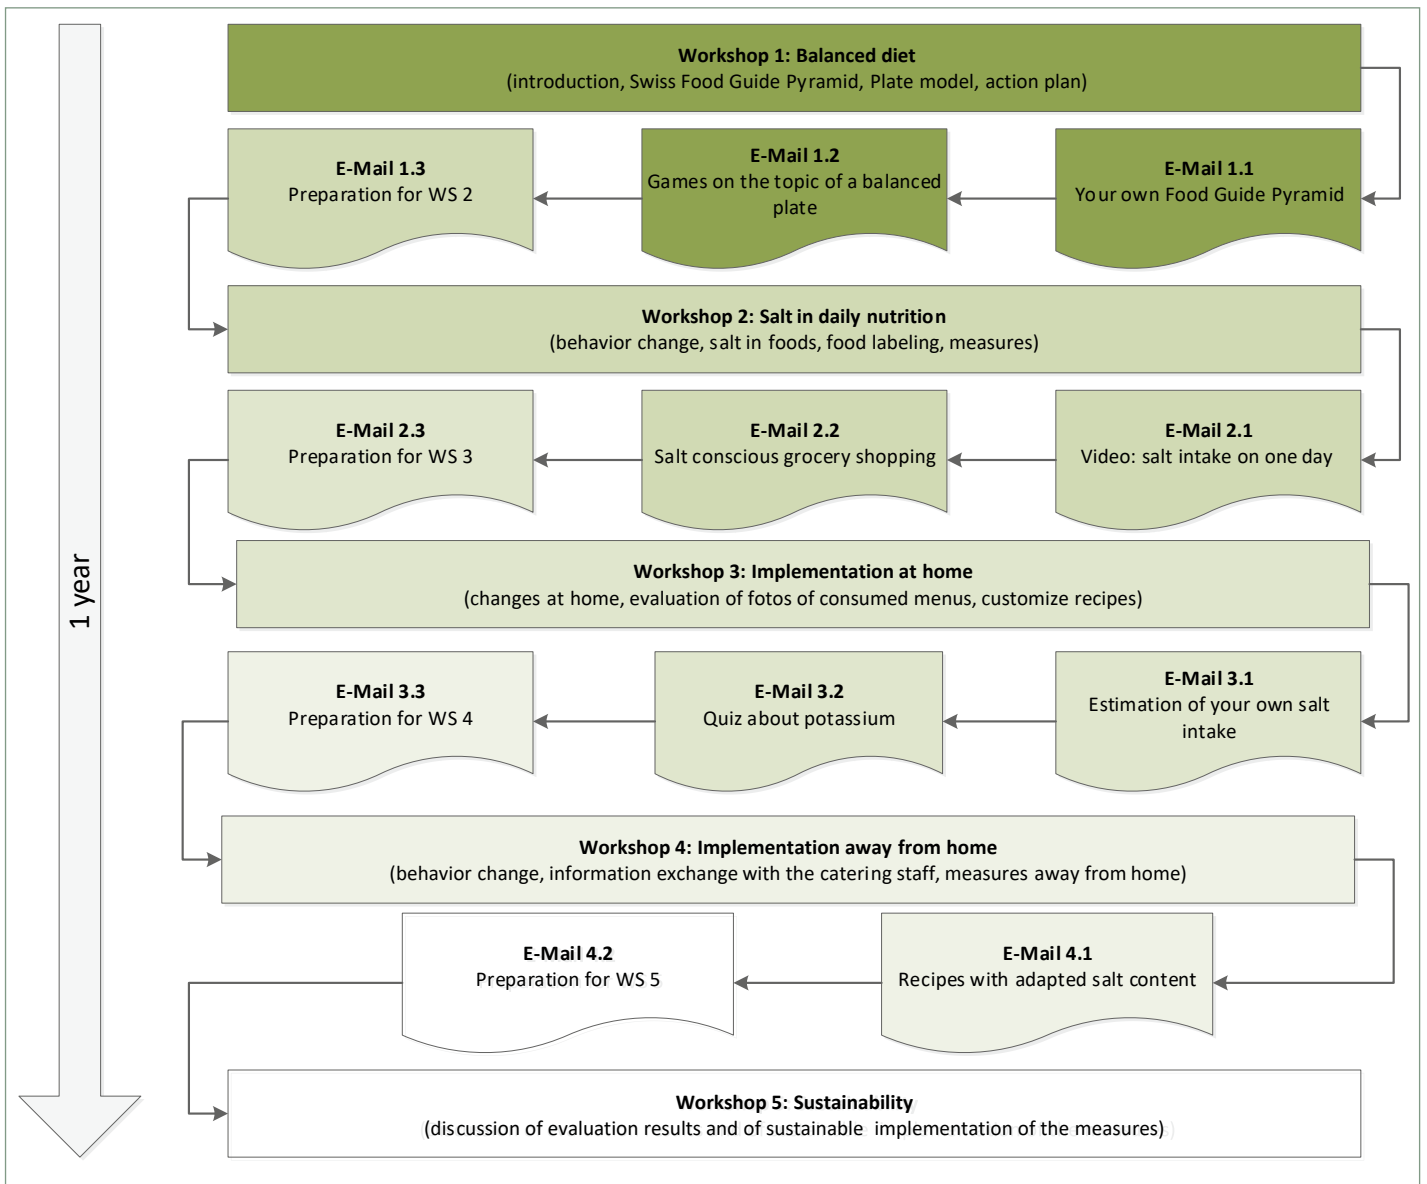 1 year
Workshop 1: Balanced diet
(introduction, Swiss Food Guide Pyramid, Plate model, action plan)
E-Mail 1.3
Preparation for WS 2
E-Mail 1.2
Games on the topic of a balanced
plate
E-Mail 1.1
Your own Food Guide Pyramid
Workshop 2: Salt in daily nutrition
(behavior change, salt in foods, food labeling, measures)
E-Mail 2.3
Preparation for WS 3
E-Mail 2.2
Salt conscious grocery shopping
E-Mail 2.1
Video: salt intake on one day
Workshop 3: Implementation at home
(changes at home, evaluation of fotos of consumed menus, customize recipes)
E-Mail 3.3
Preparation for WS 4
E-Mail 3.2
Quiz about potassium
E-Mail 3.1
Estimation of your own salt
intake
Workshop 4: Implementation away from home
(behavior change, information exchange with the catering staff, measures away from home)
E-Mail 4.2
Preparation for WS 5
E-Mail 4.1
Recipes with adapted salt content
Workshop 5: Sustainability
(discussion of evaluation results and of sustainable implementation of the measures)